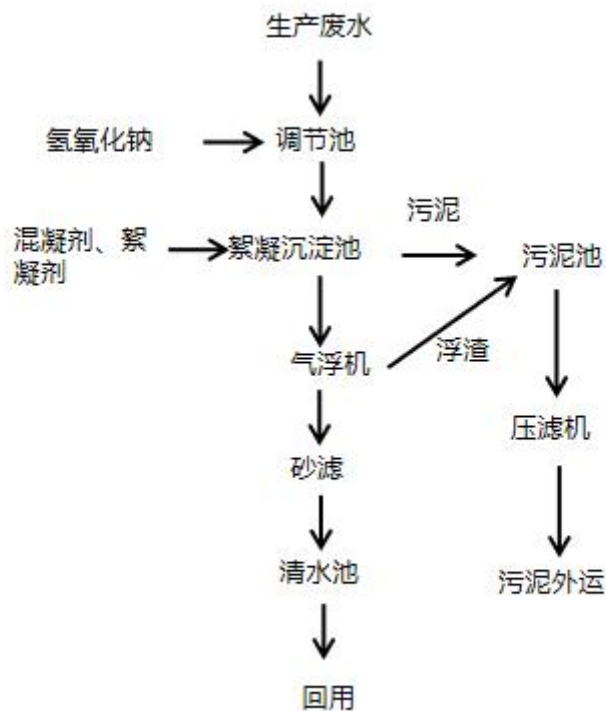 生产废水
氢氧化钠
调节池
污泥
混凝剂、絮
凝剂
絮凝沉淀池
污泥池
气浮机
浮渣
压滤机
砂滤
清水池
污泥外运
回用